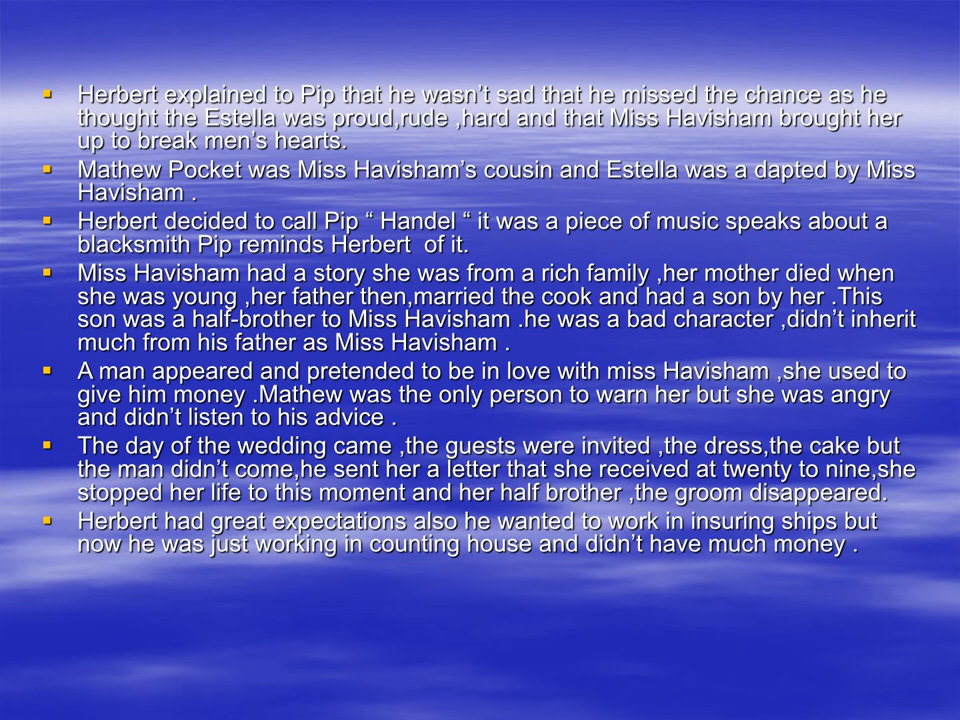 ▪ Herbert explained to Pip that he wasn’t sad that he missed the chance as he
thought the Estella was proud,rude ,hard and that Miss Havisham brought her
up to break men’s hearts.
▪ Mathew Pocket was Miss Havisham’s cousin and Estella was a dapted by Miss
Havisham .
▪ Herbert decided to call Pip “ Handel “ it was a piece of music speaks about a
blacksmith Pip reminds Herbert of it.
▪ Miss Havisham had a story she was from a rich family ,her mother died when
she was young ,her father then,married the cook and had a son by her .This
son was a half-brother to Miss Havisham .he was a bad character ,didn’t inherit
much from his father as Miss Havisham .
▪ A man appeared and pretended to be in love with miss Havisham ,she used to
give him money .Mathew was the only person to warn her but she was angry
and didn’t listen to his advice .
▪ The day of the wedding came ,the guests were invited ,the dress,the cake but
the man didn’t come,he sent her a letter that she received at twenty to nine,she
stopped her life to this moment and her half brother ,the groom disappeared.
▪ Herbert had great expectations also he wanted to work in insuring ships but
now he was just working in counting house and didn’t have much money .